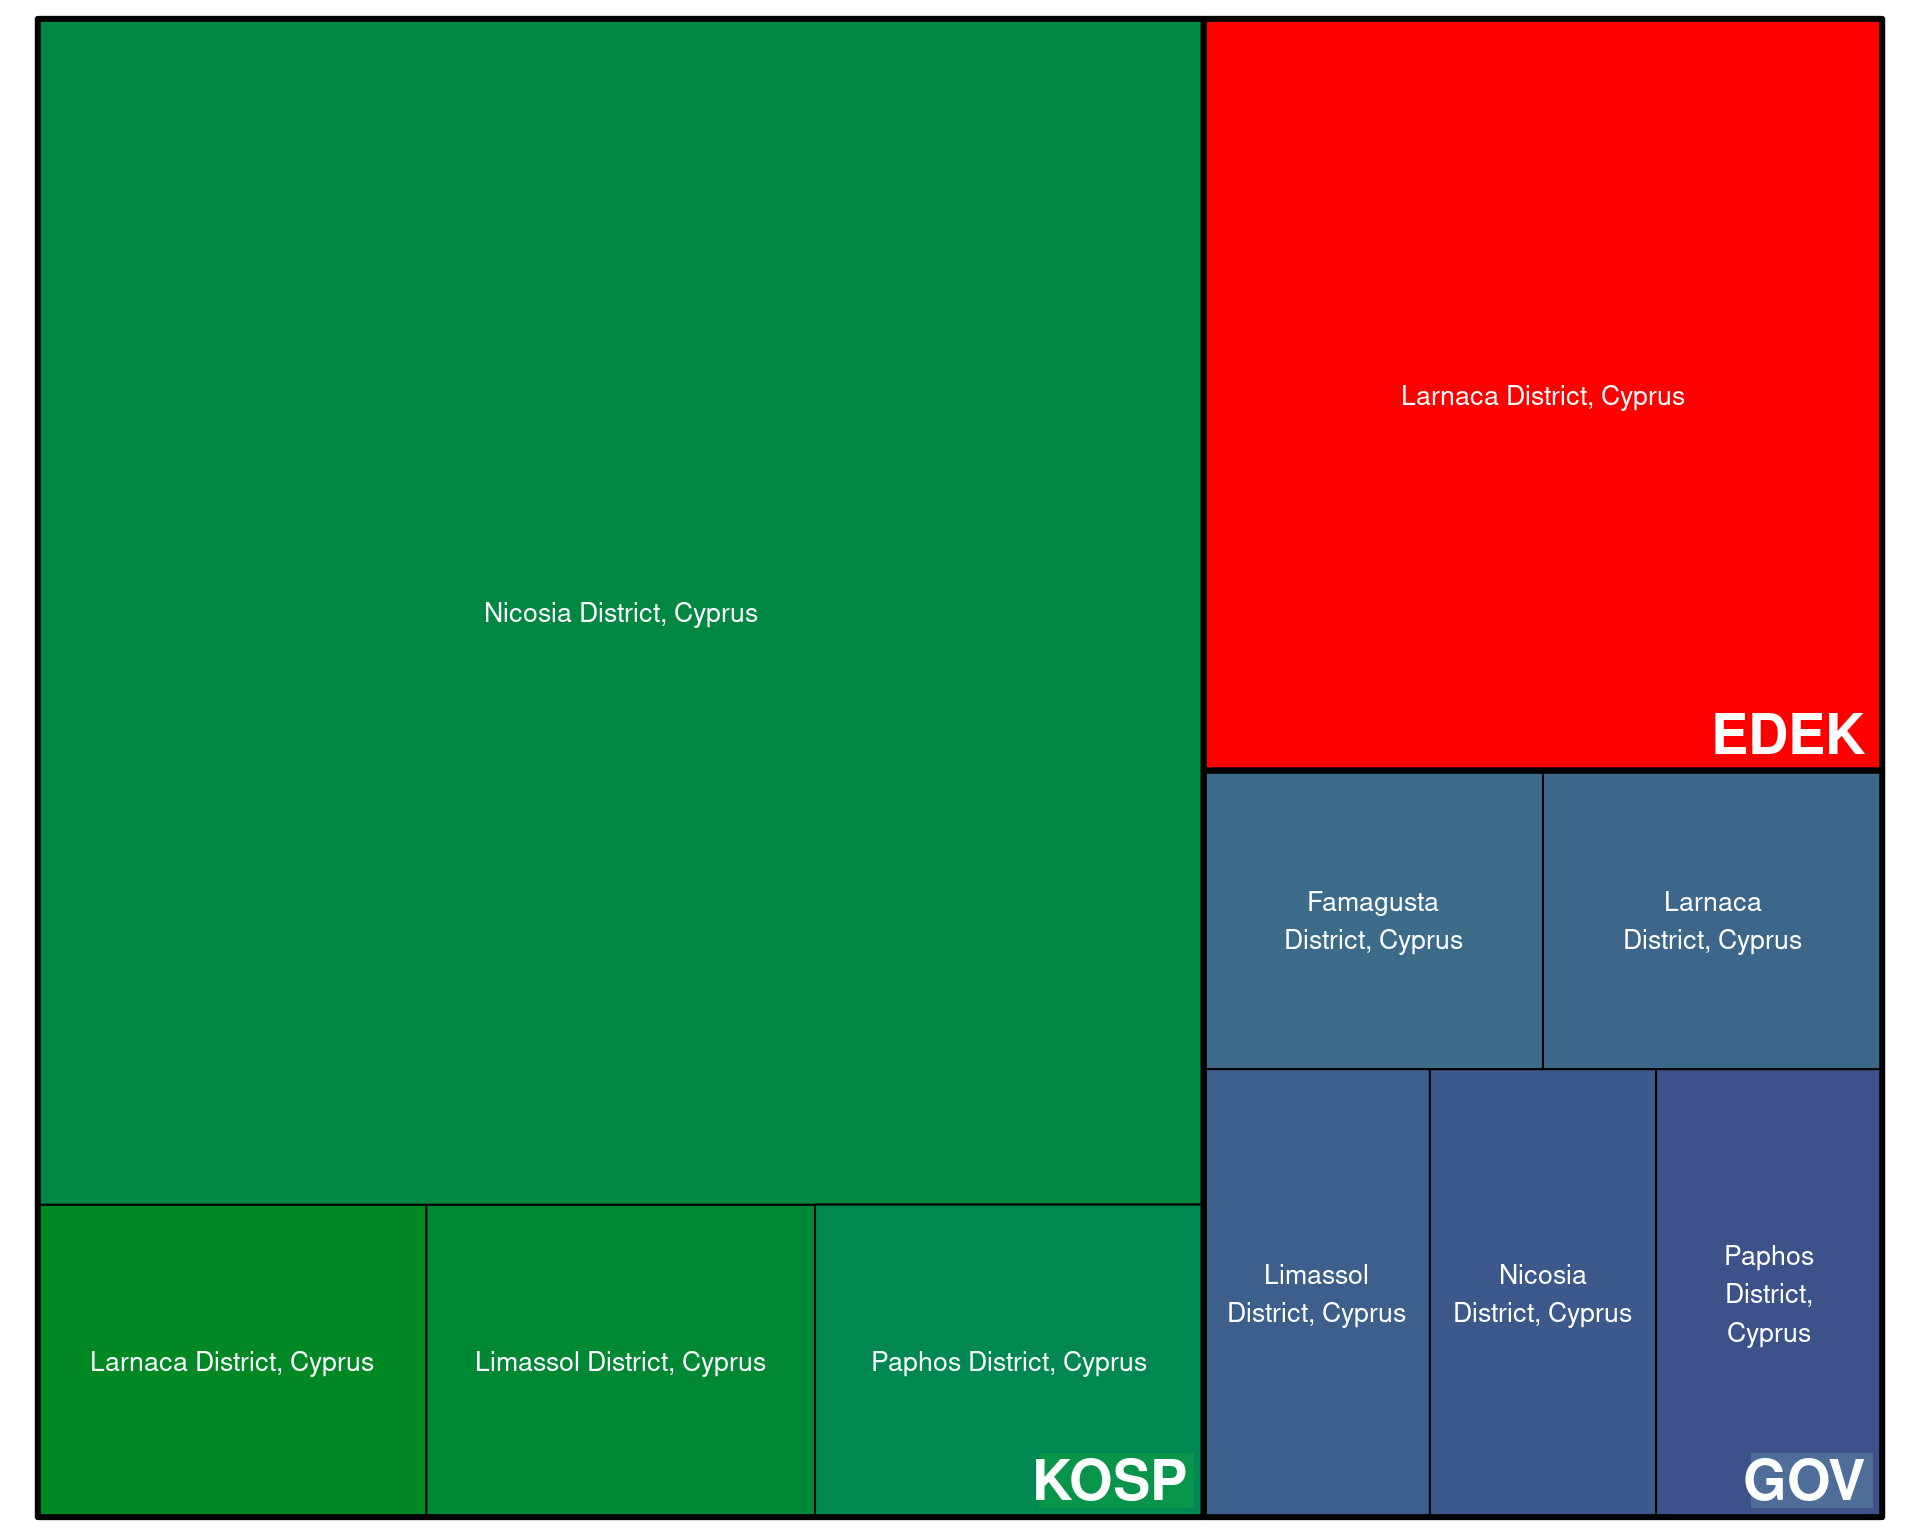 Nicosia District, Cyprus
Larnaca District, Cyprus
Limassol District, Cyprus
Paphos District, Cyprus
KOSP
Larnaca District, Cyprus
EDEK
Famagusta
District, Cyprus
Larnaca
District, Cyprus
Limassol
District, Cyprus
Nicosia
District, Cyprus
Paphos
District,
Cyprus
GOV